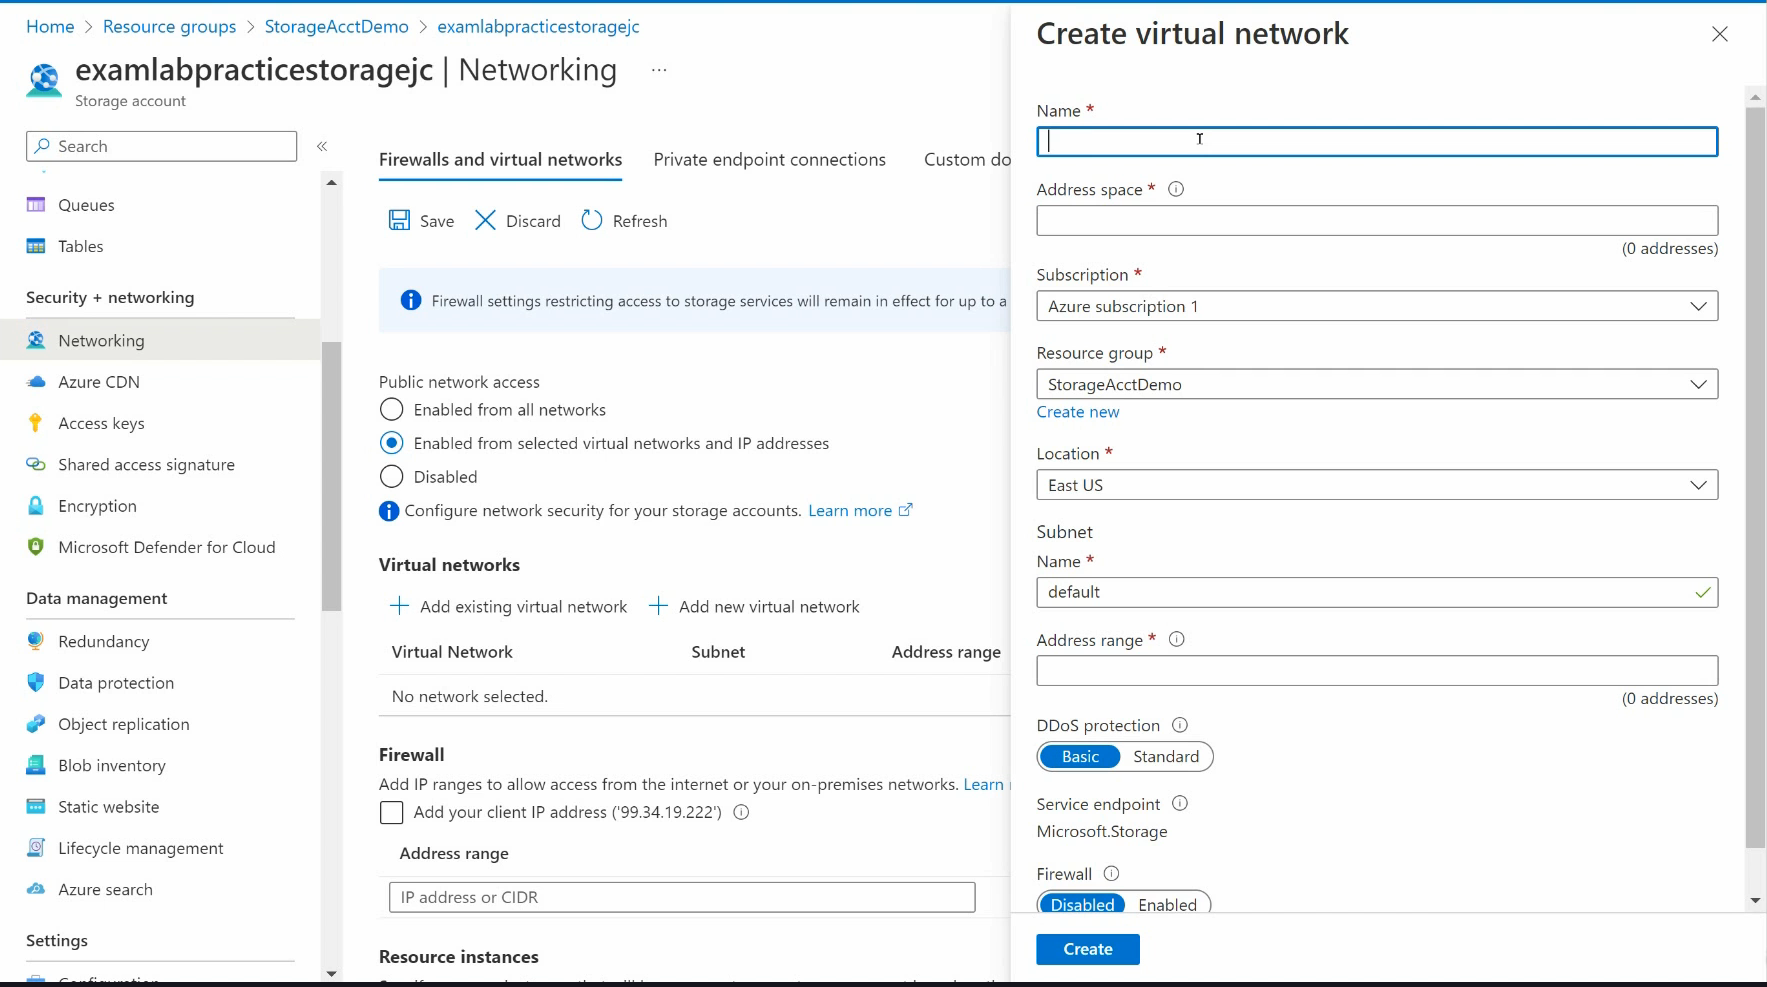 Home > Resource groups > StorageAcctDemo > examlabpracticestoragejc
examlabpracticestoragejc | Networking ...
Storage account
Search
«
Queues
Tables
Security + networking
Networking
Azure CDN
Access keys
Shared access signature
Encryption
Microsoft Defender for Cloud
Data management
Redundancy
Data protection
Object replication
Blob inventory
Static website
Lifecycle management
Azure search
Settings
Configuration
Firewalls and virtual networks Private endpoint connections Custom do
Save Discard Refresh
Firewall settings restricting access to storage services will remain in effect for up to a
Public network access
Enabled from all networks
Enabled from selected virtual networks and IP addresses
Disabled
Configure network security for your storage accounts. Learn more
Virtual networks
+ Add existing virtual network + Add new virtual network
Virtual Network Subnet Address range
No network selected.
Firewall
Add IP ranges to allow access from the internet or your on-premises networks. Learn
Add your client IP address ('99.34.19.222')
Address range
IP address or CIDR
Resource instances
Create virtual network
Name *
Address space *
(0 addresses)
Subscription *
Azure subscription 1
Resource group *
StorageAcctDemo
Create new
Location *
East US
Subnet
Name *
default
Address range *
(0 addresses)
DDoS protection
Basic Standard
Service endpoint
Microsoft.Storage
Firewall
Disabled Enabled
Create